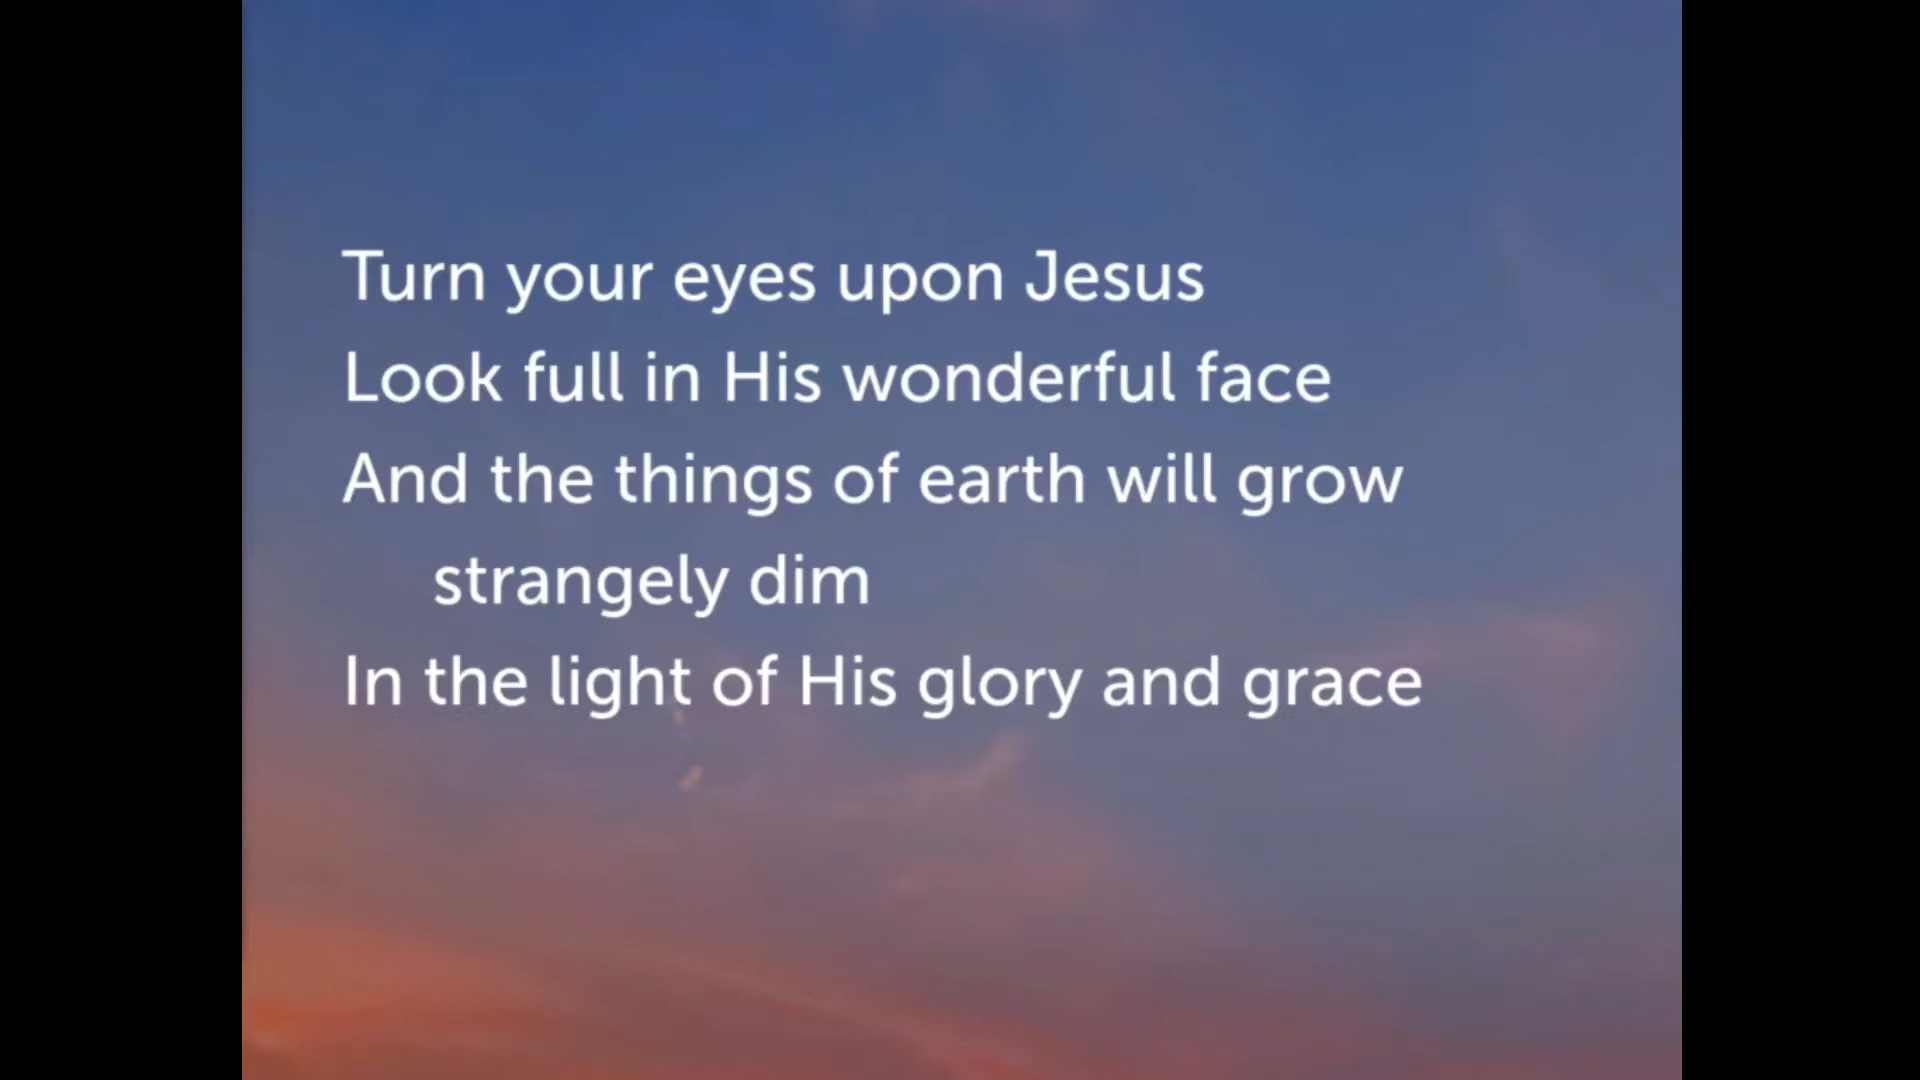 Turn your eyes upon Jesus
Look full in His wonderful face
And the things of earth will grow
strangely dim
In the light of His glory and grace